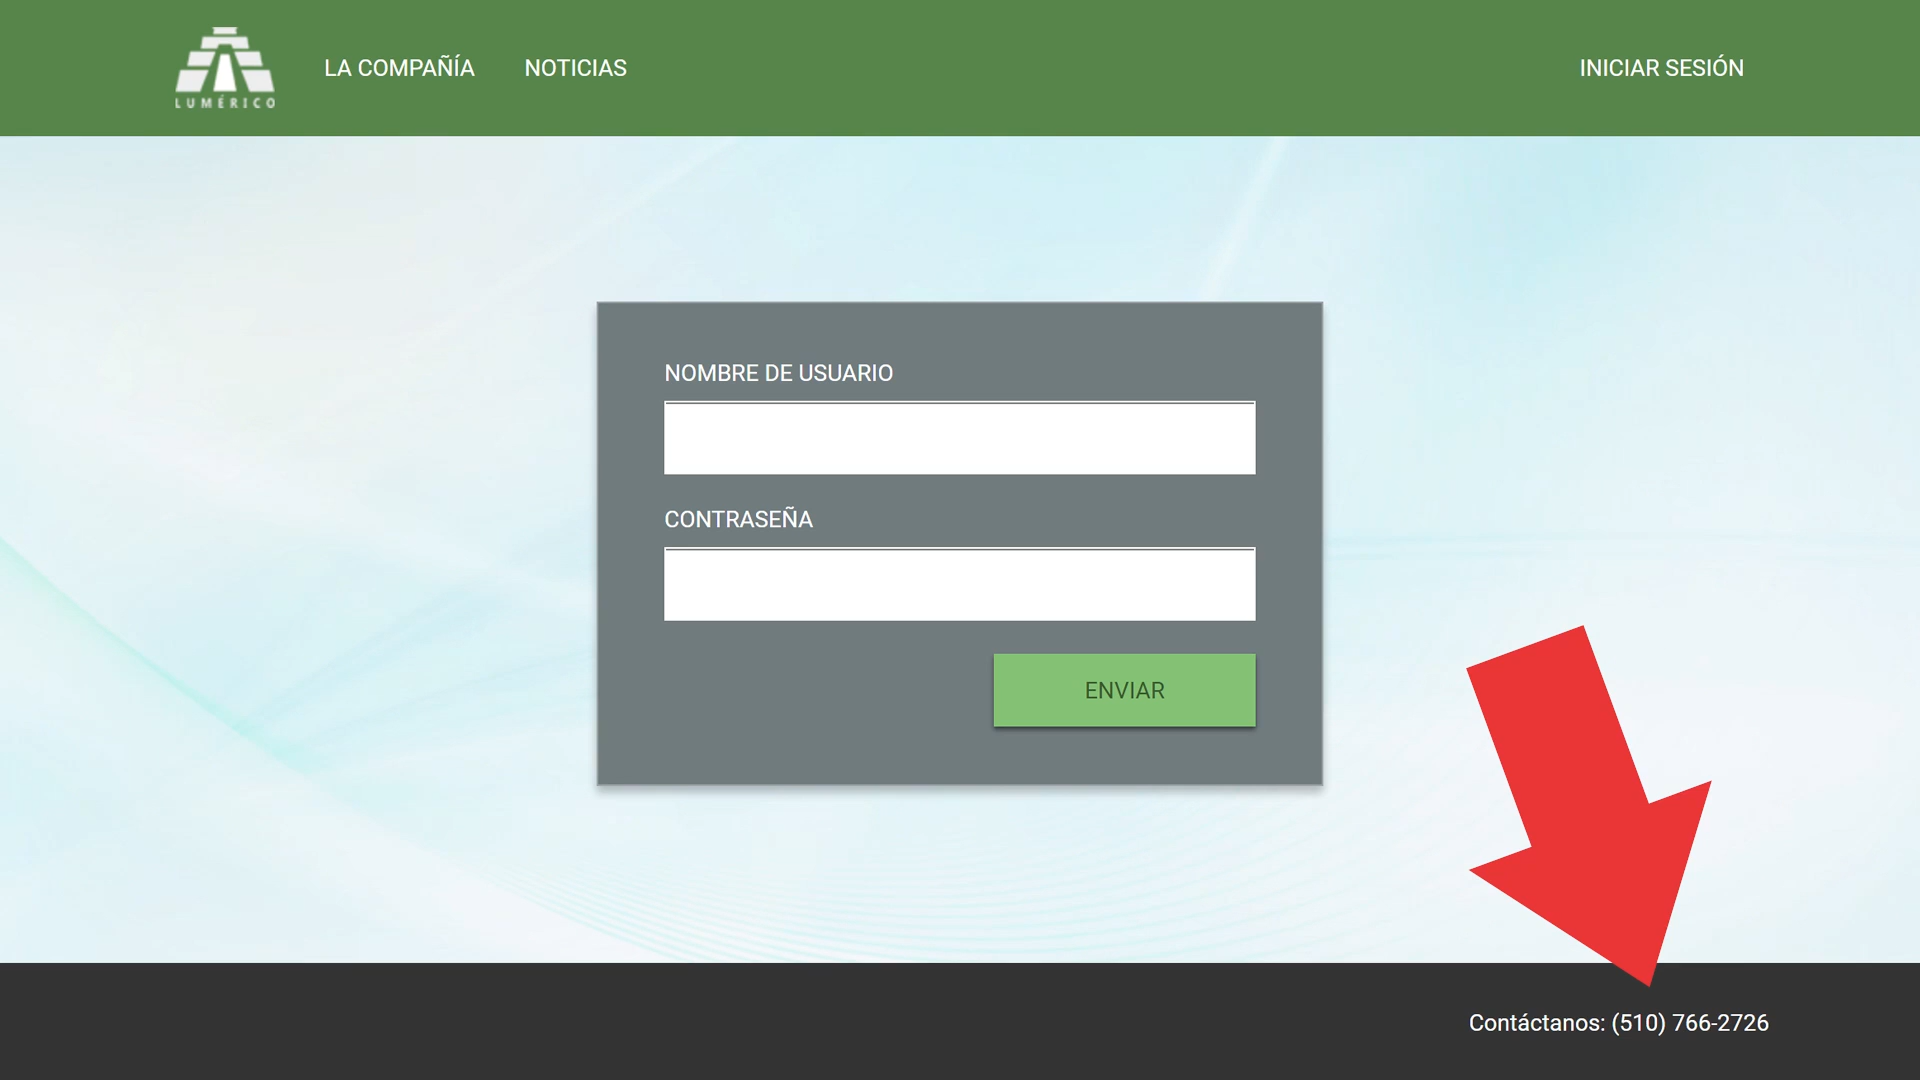 LUMÉRICO
LA COMPAÑÍA
NOTICIAS
INICIAR SESIÓN
NOMBRE DE USUARIO
CONTRASEÑA
ENVIAR
Contáctanos: (510) 766-2726